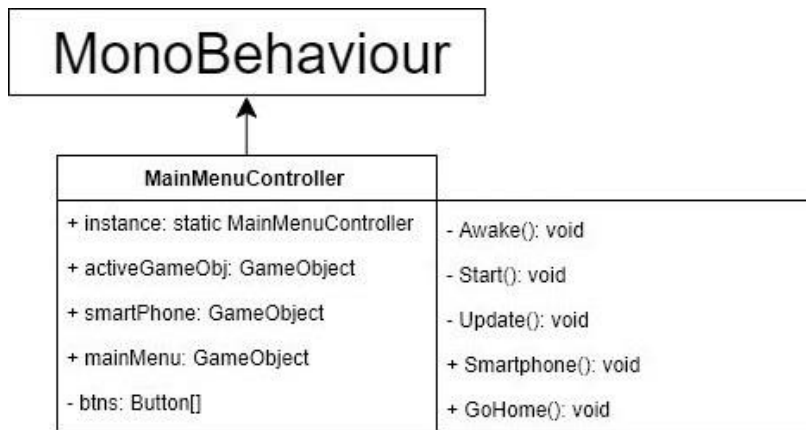 MonoBehaviour
MainMenuController
+ instance: static MainMenuController
+ activeGameObj: GameObject
+ smartPhone: GameObject
+ mainMenu: GameObject
- btns: Button[]
- Awake(): void
- Start(): void
- Update(): void
+ Smartphone(): void
+ GoHome(): void